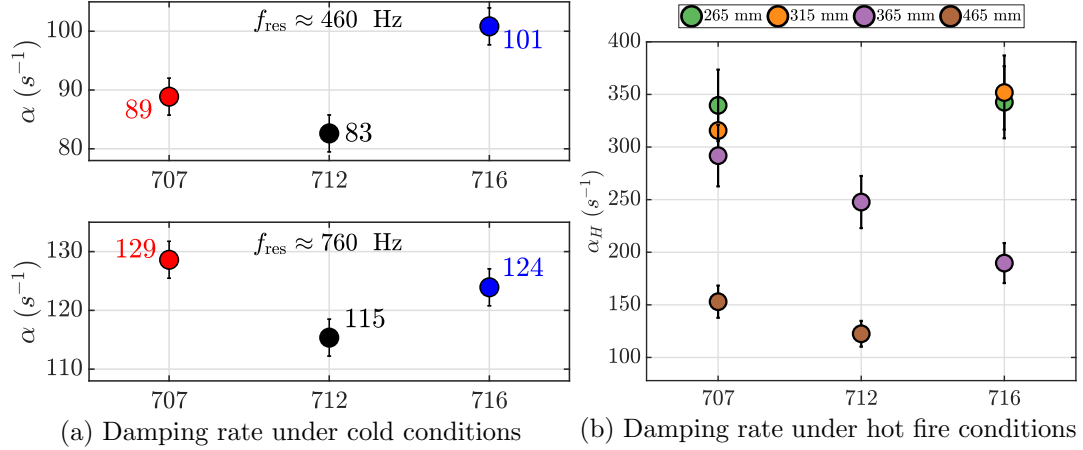 f_res ≈ 460 Hz
α (s⁻¹)
100
90
80
89
83
101
707 712 716
f_res ≈ 760 Hz
α (s⁻¹)
130
120
110
129
115
124
707 712 716
(a) Damping rate under cold conditions
265 mm 315 mm 365 mm 465 mm
α_H (s⁻¹)
400
350
300
250
200
150
100
707 712 716
(b) Damping rate under hot fire conditions